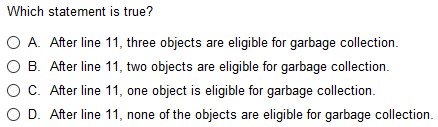 Which statement is true?
A. After line 11, three objects are eligible for garbage collection.
B. After line 11, two objects are eligible for garbage collection.
C. After line 11, one object is eligible for garbage collection.
D. After line 11, none of the objects are eligible for garbage collection.